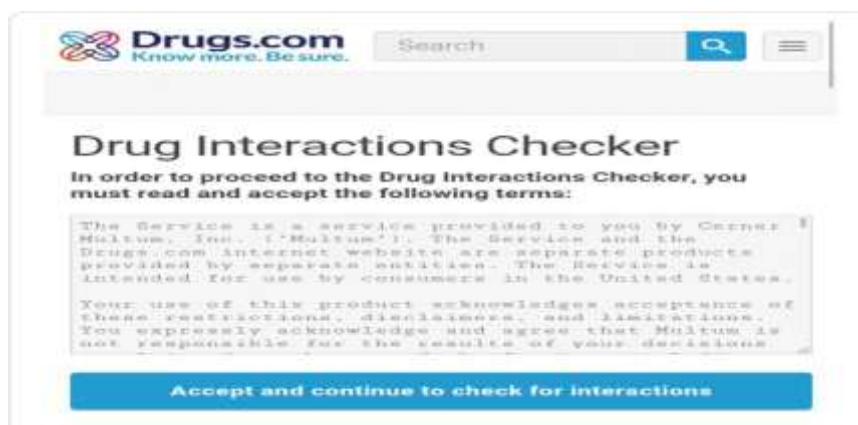 Drugs.com
Know more. Be sure.
Search
Drug Interactions Checker
In order to proceed to the Drug Interactions Checker, you
must read and accept the following terms:
The Service is a service provided to you by Cerner
Multum, Inc. ("Multum"). The Service and the
Drugs.com internet website are separate products
provided by separate entities. The Service is
intended for use by consumers in the United States.
Your use of this product acknowledges acceptance of
these restrictions, disclaimers, and limitations.
You expressly acknowledge and agree that Multum is
not responsible for the results of your decisions
Accept and continue to check for interactions